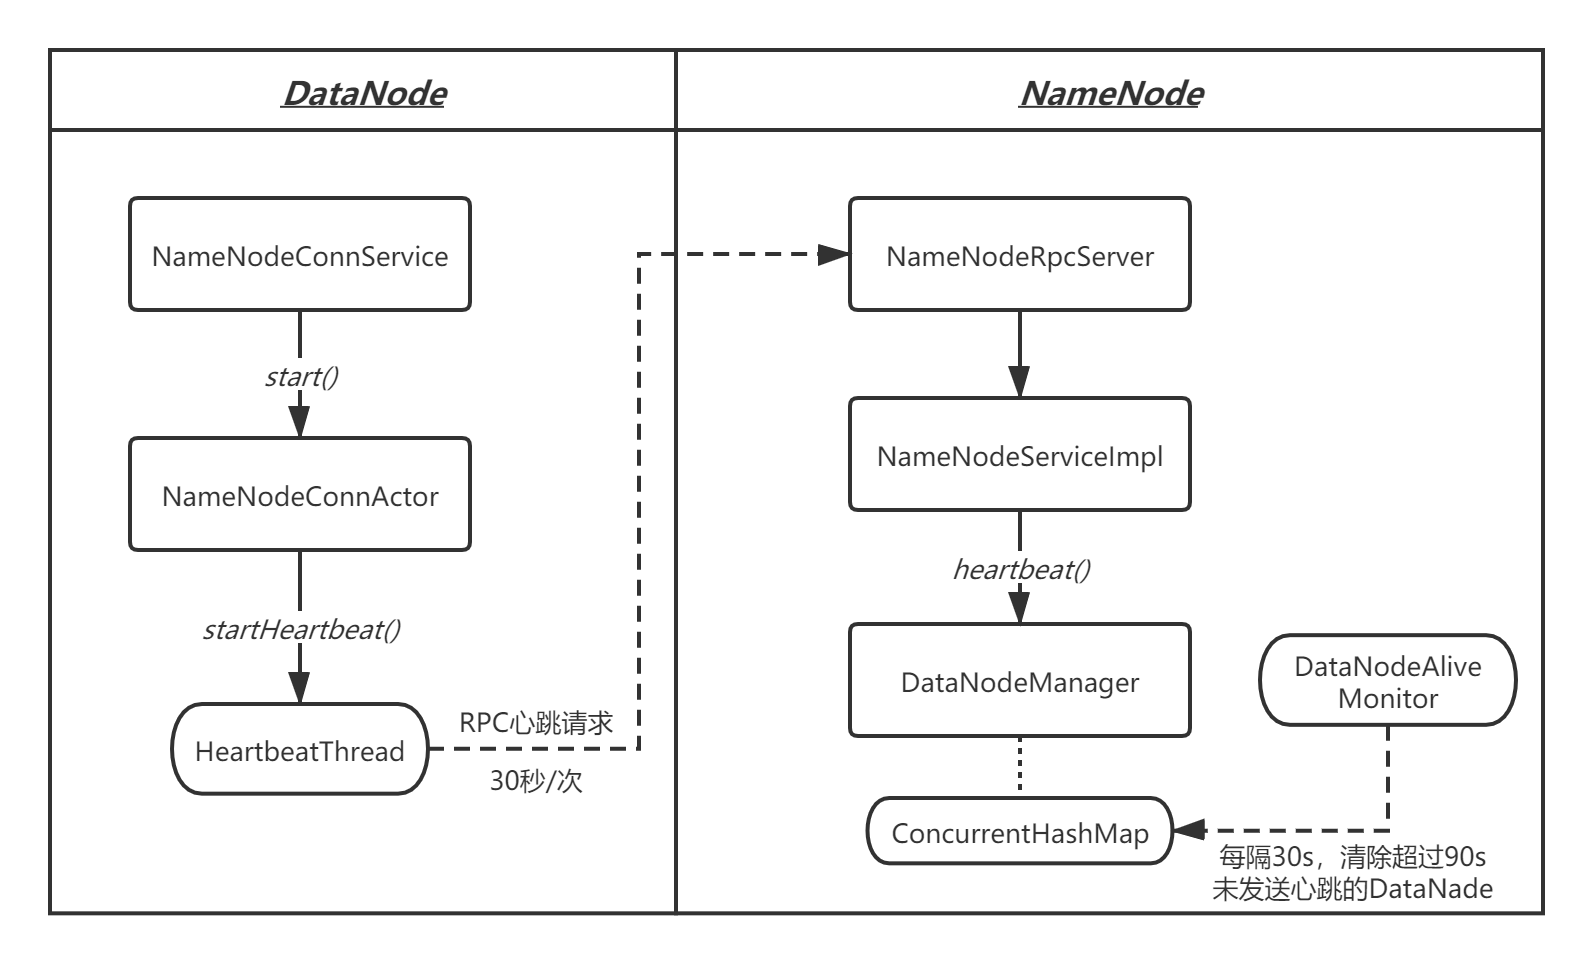 DataNode
NameNode
NameNodeConnService
start()
NameNodeConnActor
startHeartbeat()
HeartbeatThread
RPC心跳请求
30秒/次
NameNodeRpcServer
NameNodeServiceImpl
heartbeat()
DataNodeManager
ConcurrentHashMap
DataNodeAlive
Monitor
每隔30s，清除超过90s
未发送心跳的DataNade